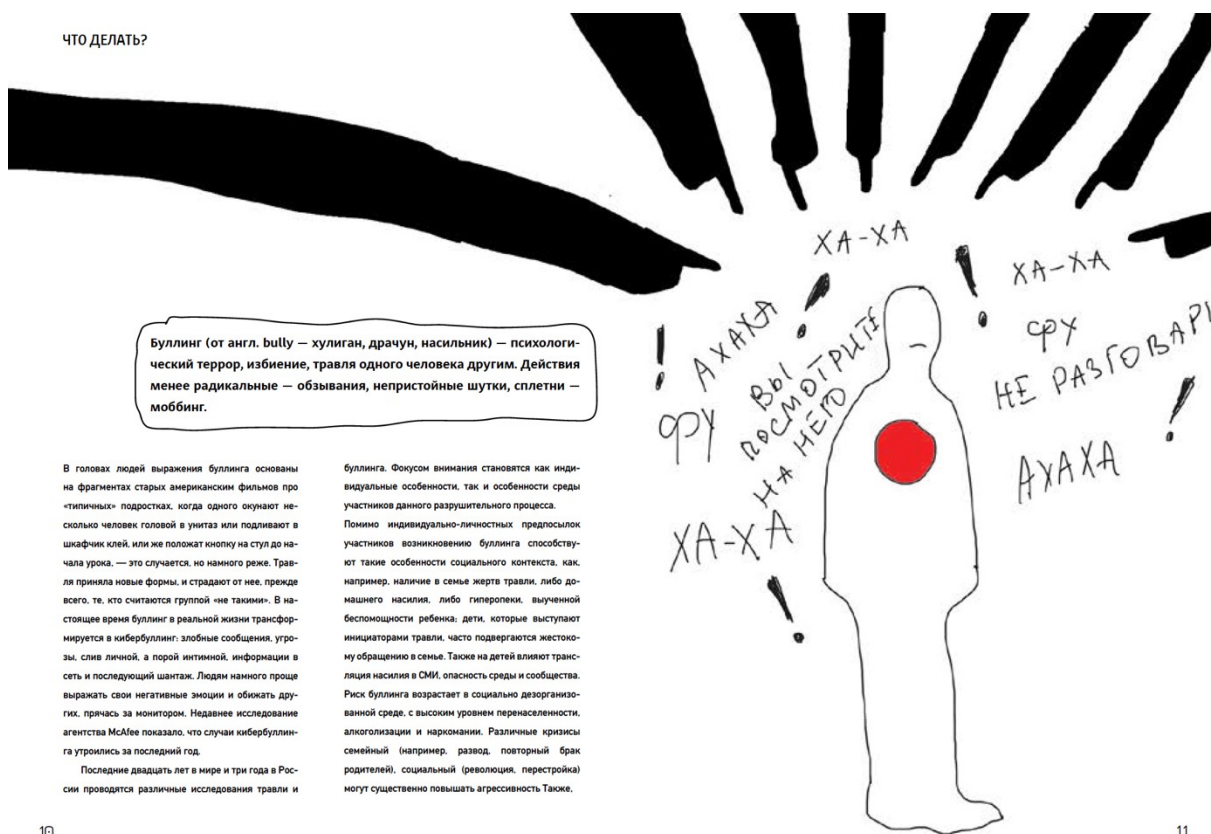 ЧТО ДЕЛАТЬ?
Буллинг (от англ. bully — хулиган, драчун, насильник) — психологи-
ческий террор, избиение, травля одного человека другим. Действия
менее радикальные — обзывания, непристойные шутки, сплетни —
моббинг.
В головах людей выражения буллинга основаны
на фрагментах старых американским фильмов про
«типичных» подростках, когда одного окунают не-
сколько человек головой в унитаз или подливают в
шкафчик клей, или же положат кнопку на стул до на-
чала урока, — это случается, но намного реже. Трав-
ля приняла новые формы, и страдают от нее, прежде
всего, те, кто считаются группой «не такими». В на-
стоящее время буллинг в реальной жизни трансфор-
мируется в кибербуллинг: злобные сообщения, угро-
зы, слив личной, а порой интимной, информации в
сеть и последующий шантаж. Людям намного проще
выражать свои негативные эмоции и обижать дру-
гих, прячась за монитором. Недавнее исследование
агентства McAfee показало, что случаи кибербуллин-
га утроились за последний год.
Последние двадцать лет в мире и три года в Рос-
сии проводятся различные исследования травли и
буллинга. Фокусом внимания становятся как инди-
видуальные особенности, так и особенности среды
участников данного разрушительного процесса.
Помимо индивидуально-личностных предпосылок
участников возникновению буллинга способству-
ют такие особенности социального контекста, как,
например, наличие в семье жертв травли, либо до-
машнего насилия, либо гиперопеки, выученной
беспомощности ребенка; дети, которые выступают
инициаторами травли, часто подвергаются жестоко-
му обращению в семье. Также на детей влияют транс-
ляция насилия в СМИ, опасность среды и сообщества.
Риск буллинга возрастает в социально дезорганизо-
ванной среде, с высоким уровнем перенаселенности,
алкоголизации и наркомании. Различные кризисы
семейный (например, развод, повторный брак
родителей), социальный (революция, перестройка)
могут существенно повышать агрессивность Также,
ХА-ХА
!
!
ХА-ХА
!
АХАХА
ФУ
ВЫ
ПОСМОТРИТЕ
НА НЕГО
ФУ
НЕ РАЗГОВАРИ
!
АХАХА
ХА-ХА
!
10
11